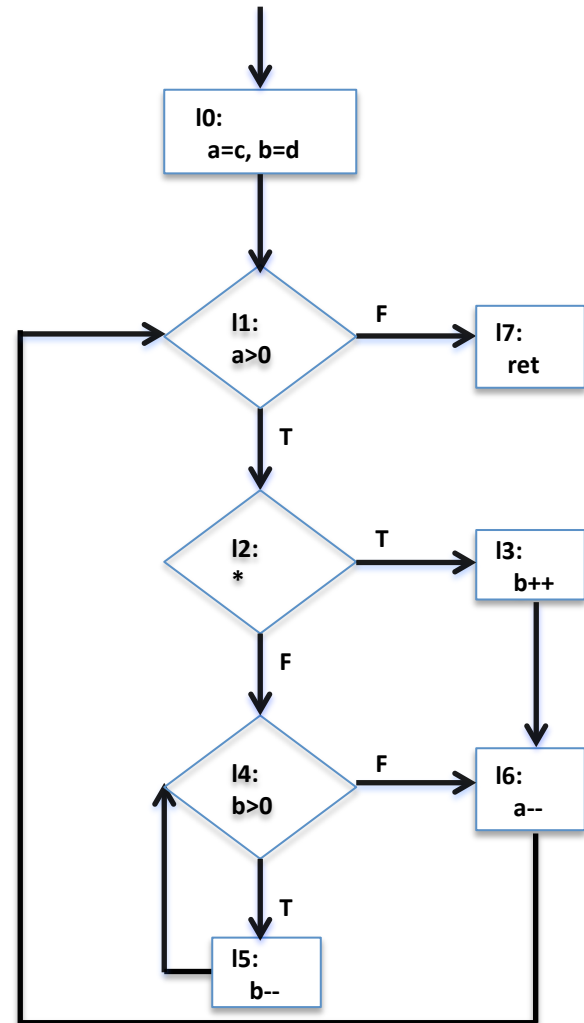 l0:
a=c, b=d
l1:
a>0
F
l7:
ret
T
l2:
*
T
l3:
b++
F
l4:
b>0
F
l6:
a--
T
l5:
b--